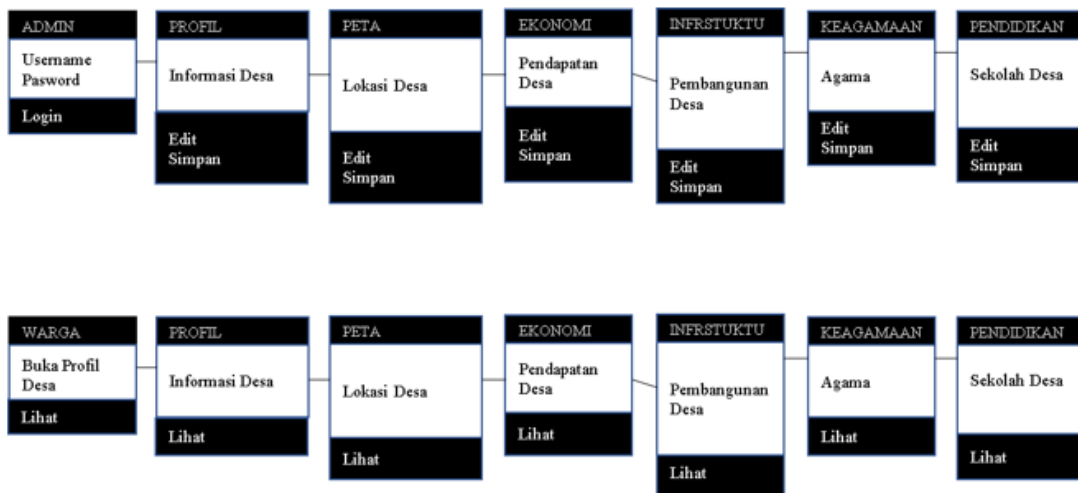 ADMIN
Username
Pasword
Login
PROFIL
Informasi Desa
Edit
Simpan
PETA
Lokasi Desa
Edit
Simpan
EKONOMI
Pendapatan
Desa
Edit
Simpan
INFRSTUKTU
Pembangunan
Desa
Edit
Simpan
KEAGAMAAN
Agama
Edit
Simpan
PENDIDIKAN
Sekolah Desa
Edit
Simpan
WARGA
Buka Profil
Desa
Lihat
PROFIL
Informasi Desa
Lihat
PETA
Lokasi Desa
Lihat
EKONOMI
Pendapatan
Desa
Lihat
INFRSTUKTU
Pembangunan
Desa
Lihat
KEAGAMAAN
Agama
Lihat
PENDIDIKAN
Sekolah Desa
Lihat